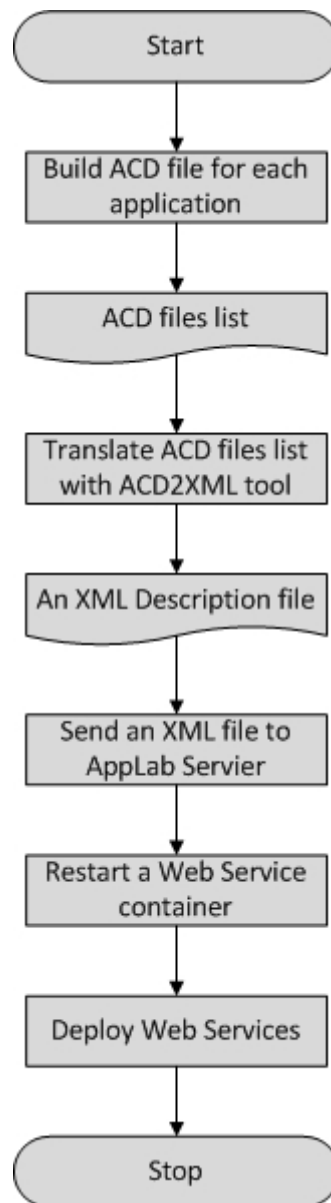 Start
Build ACD file for each
application
ACD files list
Translate ACD files list
with ACD2XML tool
An XML Description file
Send an XML file to
AppLab Servier
Restart a Web Service
container
Deploy Web Services
Stop